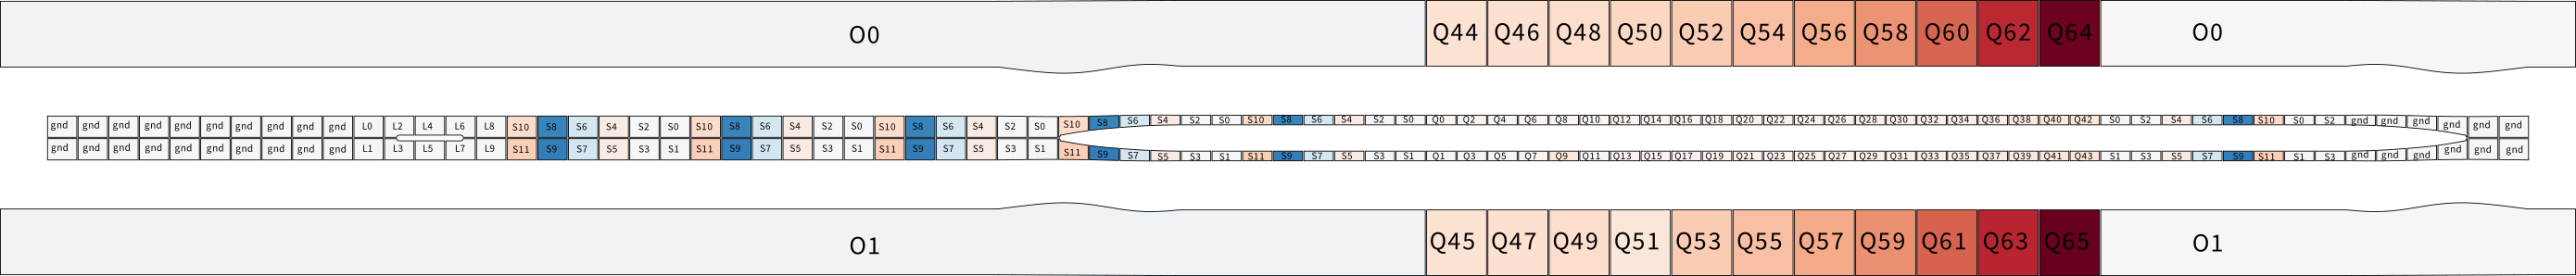 O0 Q44 Q46 Q48 Q50 Q52 Q54 Q56 Q58 Q60 Q62 Q64 O0
gnd gnd gnd gnd gnd gnd gnd gnd gnd gnd L0 L2 L4 L6 L8 S10 S8 S6 S4 S2 S0 S10 S8 S6 S4 S2 S0 S10 S8 S6 S4 S2 S0 S10 S8 S6 S4 S2 S0 S10 S8 S6 S4 S2 S0 Q0 Q2 Q4 Q6 Q8 Q10 Q12 Q14 Q16 Q18 Q20 Q22 Q24 Q26 Q28 Q30 Q32 Q34 Q36 Q38 Q40 Q42 S0 S2 S4 S6 S8 S10 S0 S2 gnd gnd gnd gnd gnd gnd
gnd gnd gnd gnd gnd gnd gnd gnd gnd gnd L1 L3 L5 L7 L9 S11 S9 S7 S5 S3 S1 S11 S9 S7 S5 S3 S1 S11 S9 S7 S5 S3 S1 S11 S9 S7 S5 S3 S1 S11 S9 S7 S5 S3 S1 Q1 Q3 Q5 Q7 Q9 Q11 Q13 Q15 Q17 Q19 Q21 Q23 Q25 Q27 Q29 Q31 Q33 Q35 Q37 Q39 Q41 Q43 S1 S3 S5 S7 S9 S11 S1 S3 gnd gnd gnd gnd gnd gnd
O1 Q45 Q47 Q49 Q51 Q53 Q55 Q57 Q59 Q61 Q63 Q65 O1